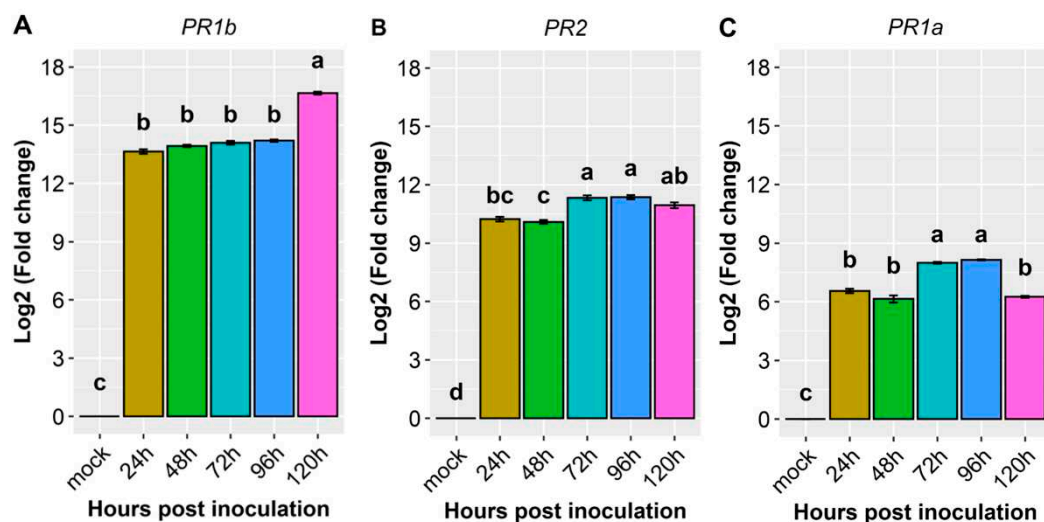 A
PR1b
Log2 (Fold change)
18
15
12
9
6
3
0
c
b
b
b
b
a
mock
24h
48h
72h
96h
120h
Hours post inoculation
B
PR2
Log2 (Fold change)
18
15
12
9
6
3
0
d
bc
c
a
a
ab
mock
24h
48h
72h
96h
120h
Hours post inoculation
C
PR1a
Log2 (Fold change)
18
15
12
9
6
3
0
c
b
b
a
a
b
mock
24h
48h
72h
96h
120h
Hours post inoculation